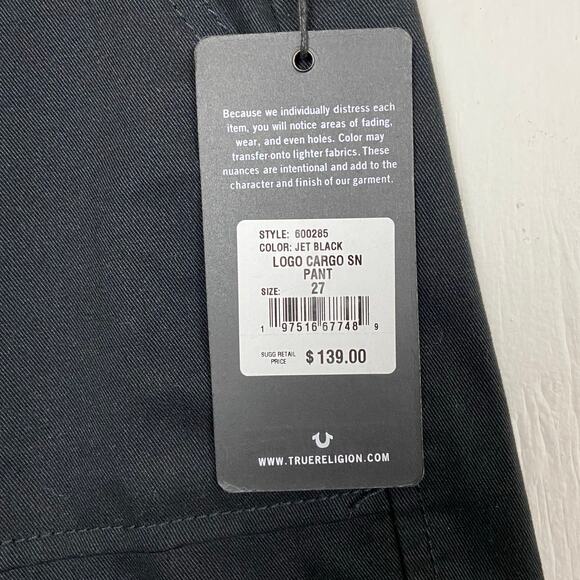 Because we individually distress each
item, you will notice areas of fading,
wear, and even holes. Color may
transfer onto lighter fabrics. These
nuances are intentional and add to the
character and finish of our garment.
STYLE: 600285
COLOR: JET BLACK
LOGO CARGO SN
PANT
SIZE: 27
1 97516 67748 9
SUGG RETAIL
PRICE $139.00
WWW.TRUERELIGION.COM